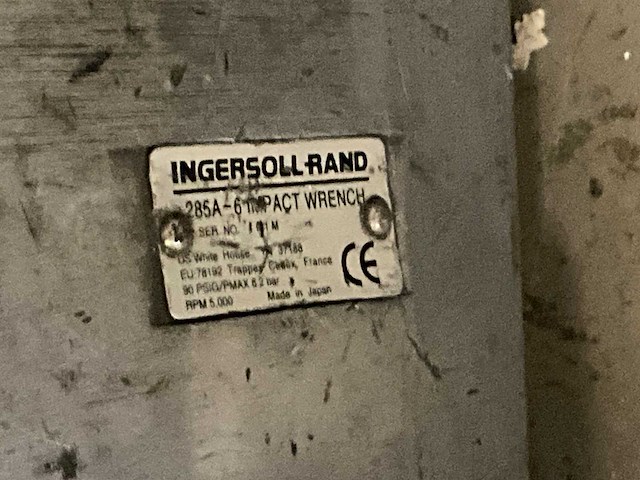 INGERSOLL-RAND
285A-6 IMPACT WRENCH
SER. NO.
US White House, TN 37188
EU 78192 Trappes Cedex, France
90 PSIG/PMAX 6.2 bar
RPM 5,000 Made in Japan
CE